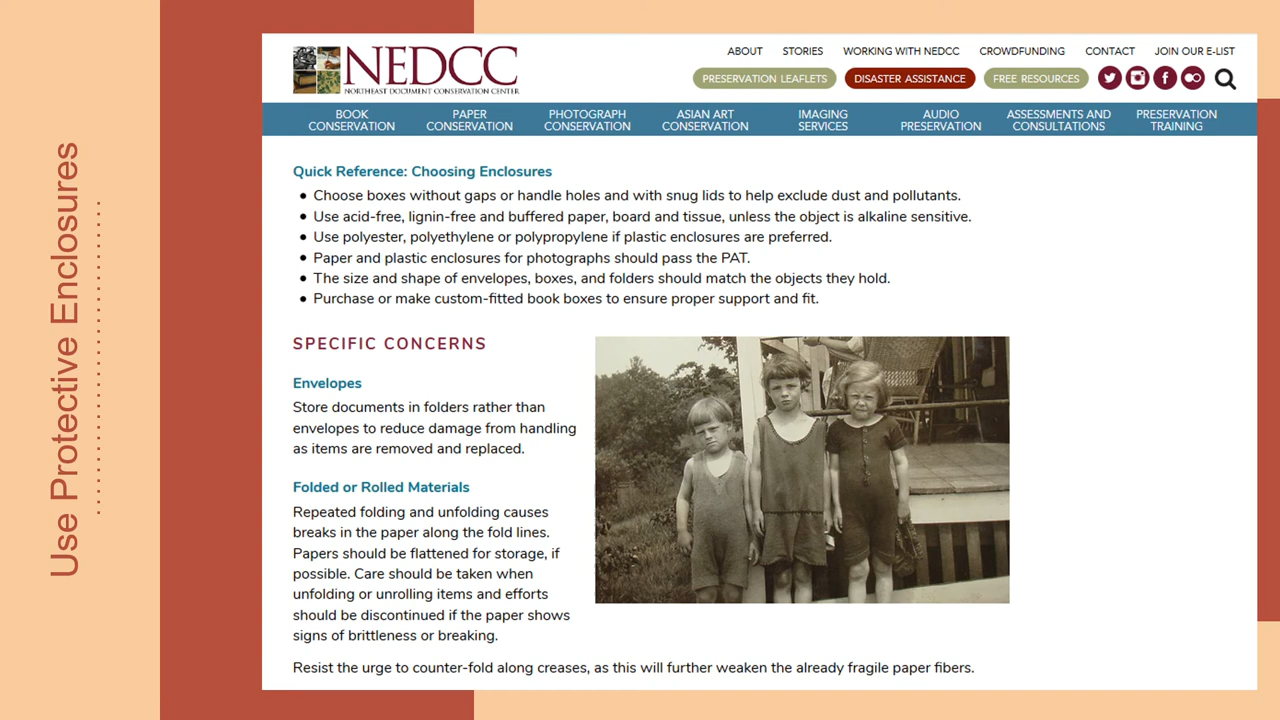 Use Protective Enclosures
NEDCC
NORTHEAST DOCUMENT CONSERVATION CENTER
ABOUT STORIES WORKING WITH NEDCC CROWDFUNDING CONTACT JOIN OUR E-LIST
PRESERVATION LEAFLETS DISASTER ASSISTANCE FREE RESOURCES
BOOK CONSERVATION PAPER CONSERVATION PHOTOGRAPH CONSERVATION ASIAN ART CONSERVATION IMAGING SERVICES AUDIO PRESERVATION ASSESSMENTS AND CONSULTATIONS PRESERVATION TRAINING
Quick Reference: Choosing Enclosures
• Choose boxes without gaps or handle holes and with snug lids to help exclude dust and pollutants.
• Use acid-free, lignin-free and buffered paper, board and tissue, unless the object is alkaline sensitive.
• Use polyester, polyethylene or polypropylene if plastic enclosures are preferred.
• Paper and plastic enclosures for photographs should pass the PAT.
• The size and shape of envelopes, boxes, and folders should match the objects they hold.
• Purchase or make custom-fitted book boxes to ensure proper support and fit.
SPECIFIC CONCERNS
Envelopes
Store documents in folders rather than
envelopes to reduce damage from handling
as items are removed and replaced.
Folded or Rolled Materials
Repeated folding and unfolding causes
breaks in the paper along the fold lines.
Papers should be flattened for storage, if
possible. Care should be taken when
unfolding or unrolling items and efforts
should be discontinued if the paper shows
signs of brittleness or breaking.
Resist the urge to counter-fold along creases, as this will further weaken the already fragile paper fibers.